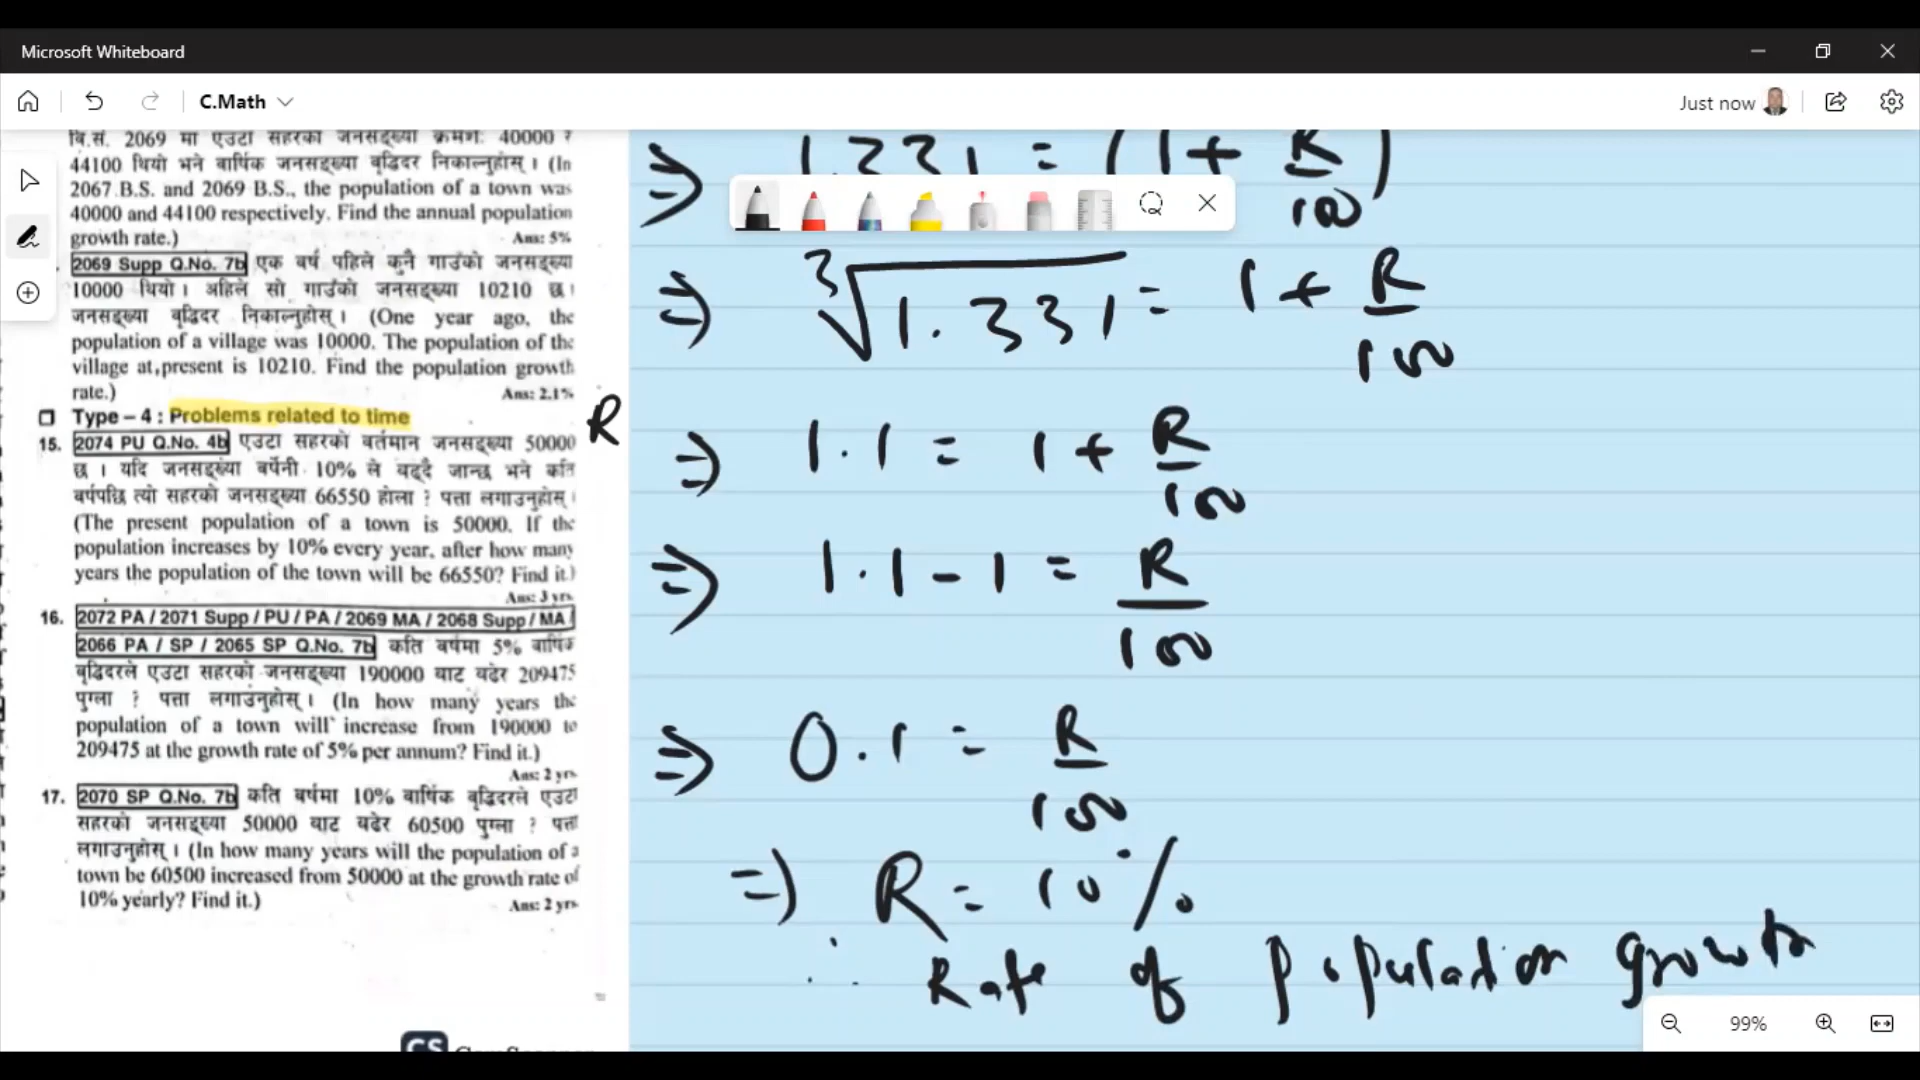 Microsoft Whiteboard
C.Math
Just now
वि.सं. 2069 मा एउटा सहरको जनसङ्ख्या क्रमश: 40000 र
44100 थियो भने वार्षिक जनसङ्ख्या वृद्धिदर निकाल्नुहोस् । (In
2067 B.S. and 2069 B.S., the population of a town was
40000 and 44100 respectively. Find the annual population
growth rate.)
Ans: 5%
2069 Supp Q.No. 7b एक वर्ष पहिले कुनै गाउँको जनसङ्ख्या
10000 थियो । अहिले सो गाउँको जनसङ्ख्या 10210 छ ।
जनसङ्ख्या वृद्धिदर निकाल्नुहोस् । (One year ago, the
population of a village was 10000. The population of the
village at present is 10210. Find the population growth
rate.)
Ans: 2.1%
Type – 4 : Problems related to time
15. 2074 PU Q.No. 4b एउटा सहरको वर्तमान जनसङ्ख्या 50000
छ । यदि जनसङ्ख्या वर्षेनी 10% ले बढ्दै जान्छ भने कति
वर्षपछि त्यो सहरको जनसङ्ख्या 66550 होला ? पत्ता लगाउनुहोस् ।
(The present population of a town is 50000. If the
population increases by 10% every year, after how many
years the population of the town will be 66550? Find it.)
Ans: 3 yrs
16. 2072 PA / 2071 Supp / PU / PA / 2069 MA / 2068 Supp / MA /
2066 PA / SP / 2065 SP Q.No. 7b कति वर्षमा 5% वार्षिक
वृद्धिदरले एउटा सहरको जनसङ्ख्या 190000 बाट बढेर 209475
पुग्ला ? पत्ता लगाउनुहोस् । (In how many years the
population of a town will increase from 190000 to
209475 at the growth rate of 5% per annum? Find it.)
Ans: 2 yrs
17. 2070 SP Q.No. 7b कति वर्षमा 10% वार्षिक वृद्धिदरले एउटा
सहरको जनसङ्ख्या 50000 बाट बढेर 60500 पुग्ला ? पत्ता
लगाउनुहोस् । (In how many years will the population of a
town be 60500 increased from 50000 at the growth rate of
10% yearly? Find it.)
Ans: 2 yrs
CS
R
⇒ 1.331 = (1 + R/100)
⇒ ∛1.331 = 1 + R/100
⇒ 1.1 = 1 + R/100
⇒ 1.1 - 1 = R/100
⇒ 0.1 = R/100
⇒ R = 10%
∴ Rate of population growth
99%